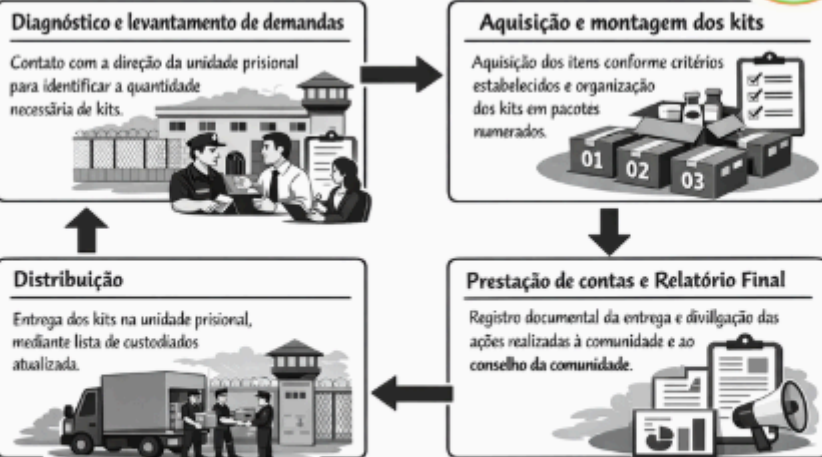 Diagnóstico e levantamento de demandas
Contato com a direção da unidade prisional
para identificar a quantidade
necessária de kits.
Aquisição e montagem dos kits
Aquisição dos itens conforme critérios
estabelecidos e organização
dos kits em pacotes
numerados.
01
02
03
Distribuição
Entrega dos kits na unidade prisional,
mediante lista de custodiados
atualizada.
Prestação de contas e Relatório Final
Registro documental da entrega e divillgação das
ações realizadas à comunidade e ao
conselho da comunidade.